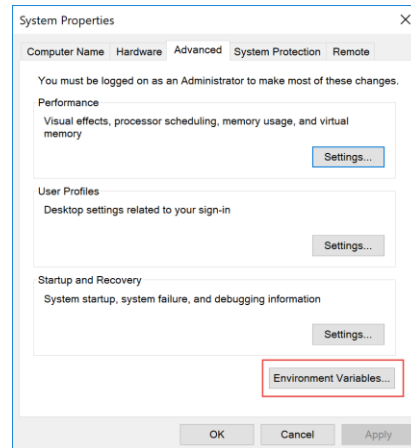 System Properties
Computer Name Hardware Advanced System Protection Remote
You must be logged on as an Administrator to make most of these changes.
Performance
Visual effects, processor scheduling, memory usage, and virtual
memory
Settings...
User Profiles
Desktop settings related to your sign-in
Settings...
Startup and Recovery
System startup, system failure, and debugging information
Settings...
Environment Variables...
OK Cancel Apply